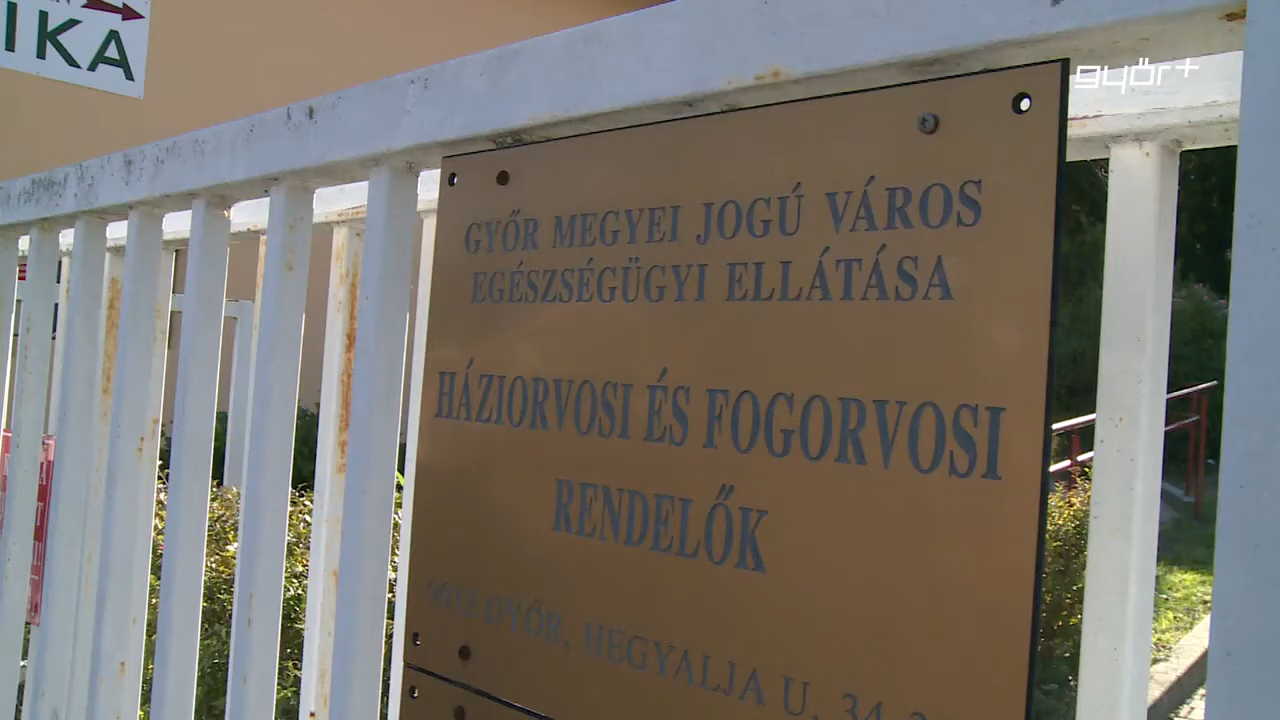 IKA
győr+
GYŐR MEGYEI JOGÚ VÁROS
EGÉSZSÉGÜGYI ELLÁTÁSA
HÁZIORVOSI ÉS FOGORVOSI
RENDELŐK
GYŐR, HEGYALJA U. 34-